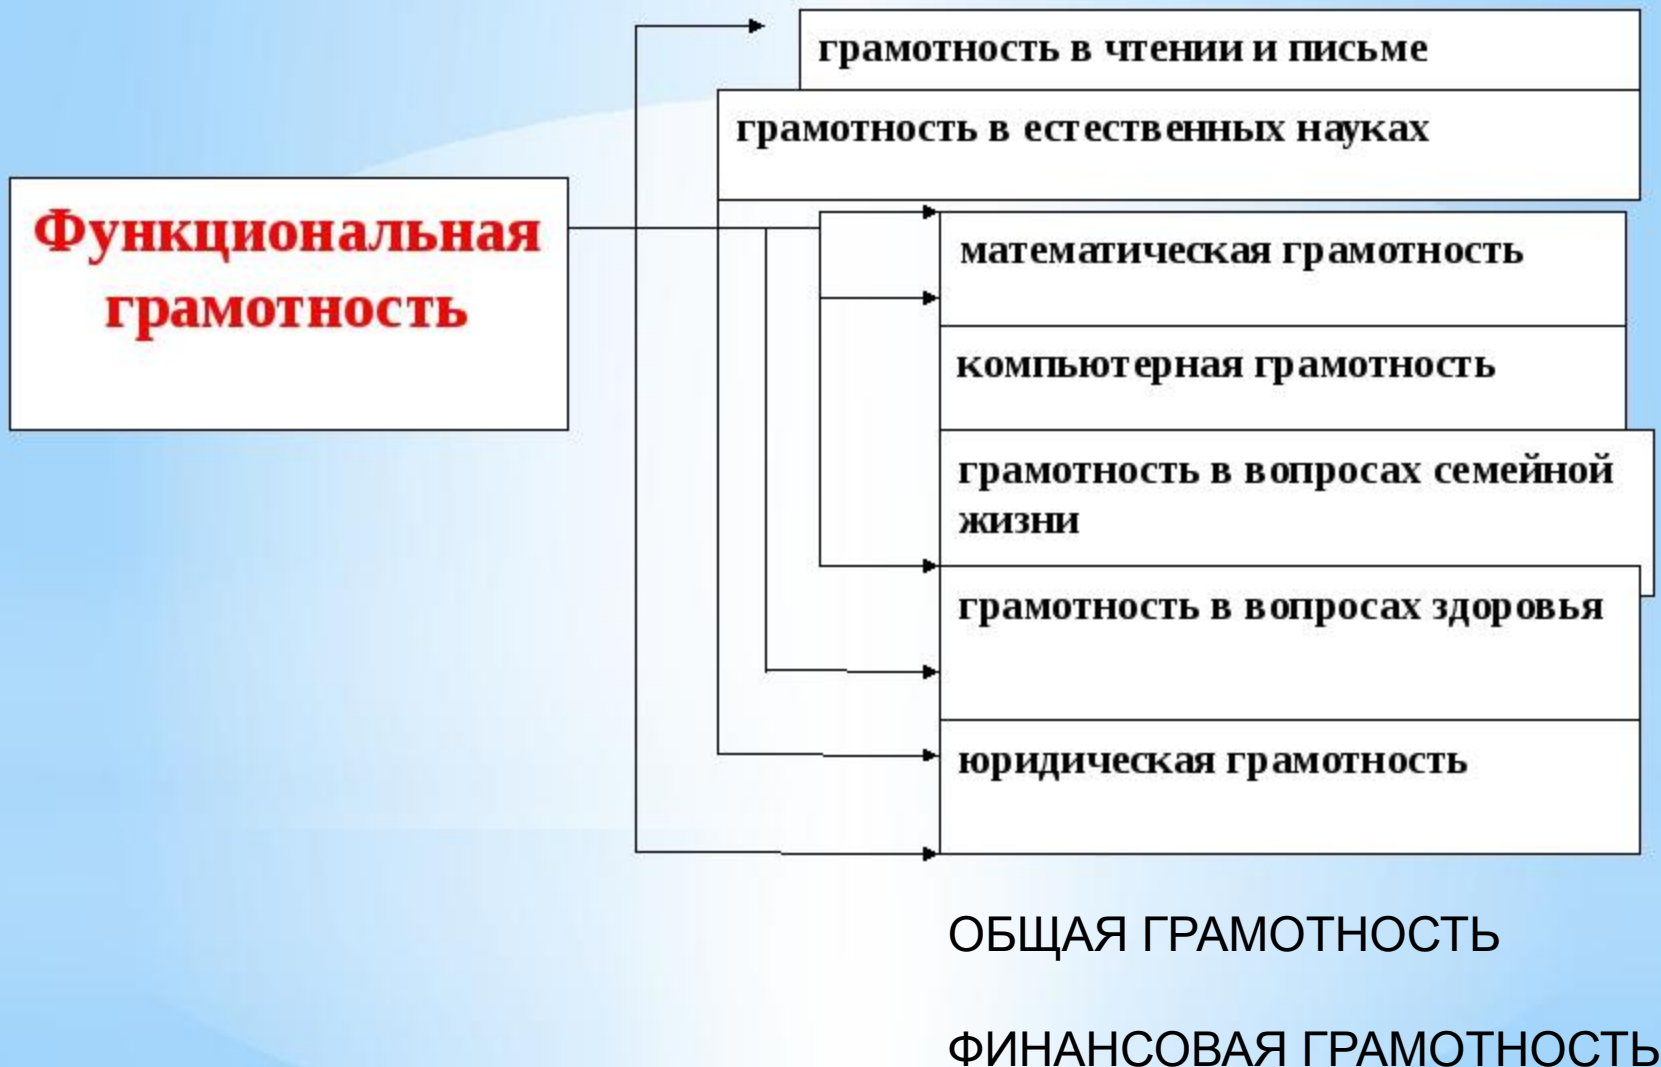 грамотность в чтении и письме
грамотность в естественных науках
Функциональная
грамотность
математическая грамотность
компьютерная грамотность
грамотность в вопросах семейной
жизни
грамотность в вопросах здоровья
юридическая грамотность
ОБЩАЯ ГРАМОТНОСТЬ
ФИНАНСОВАЯ ГРАМОТНОСТЬ